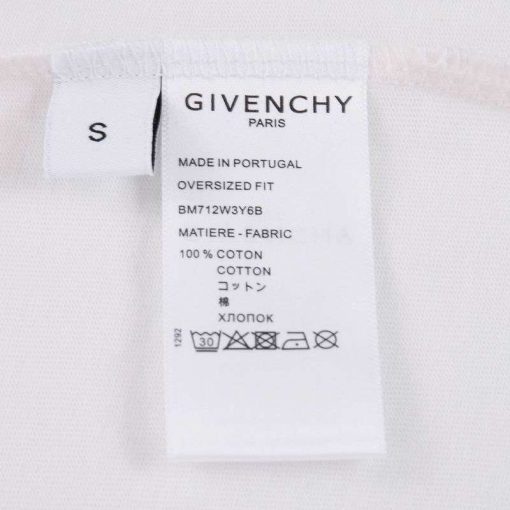 S
GIVENCHY
PARIS
MADE IN PORTUGAL
OVERSIZED FIT
BM712W3Y6B
MATIERE - FABRIC
100 % COTON
COTTON
コットン
棉
ХЛОПОК
1292
30